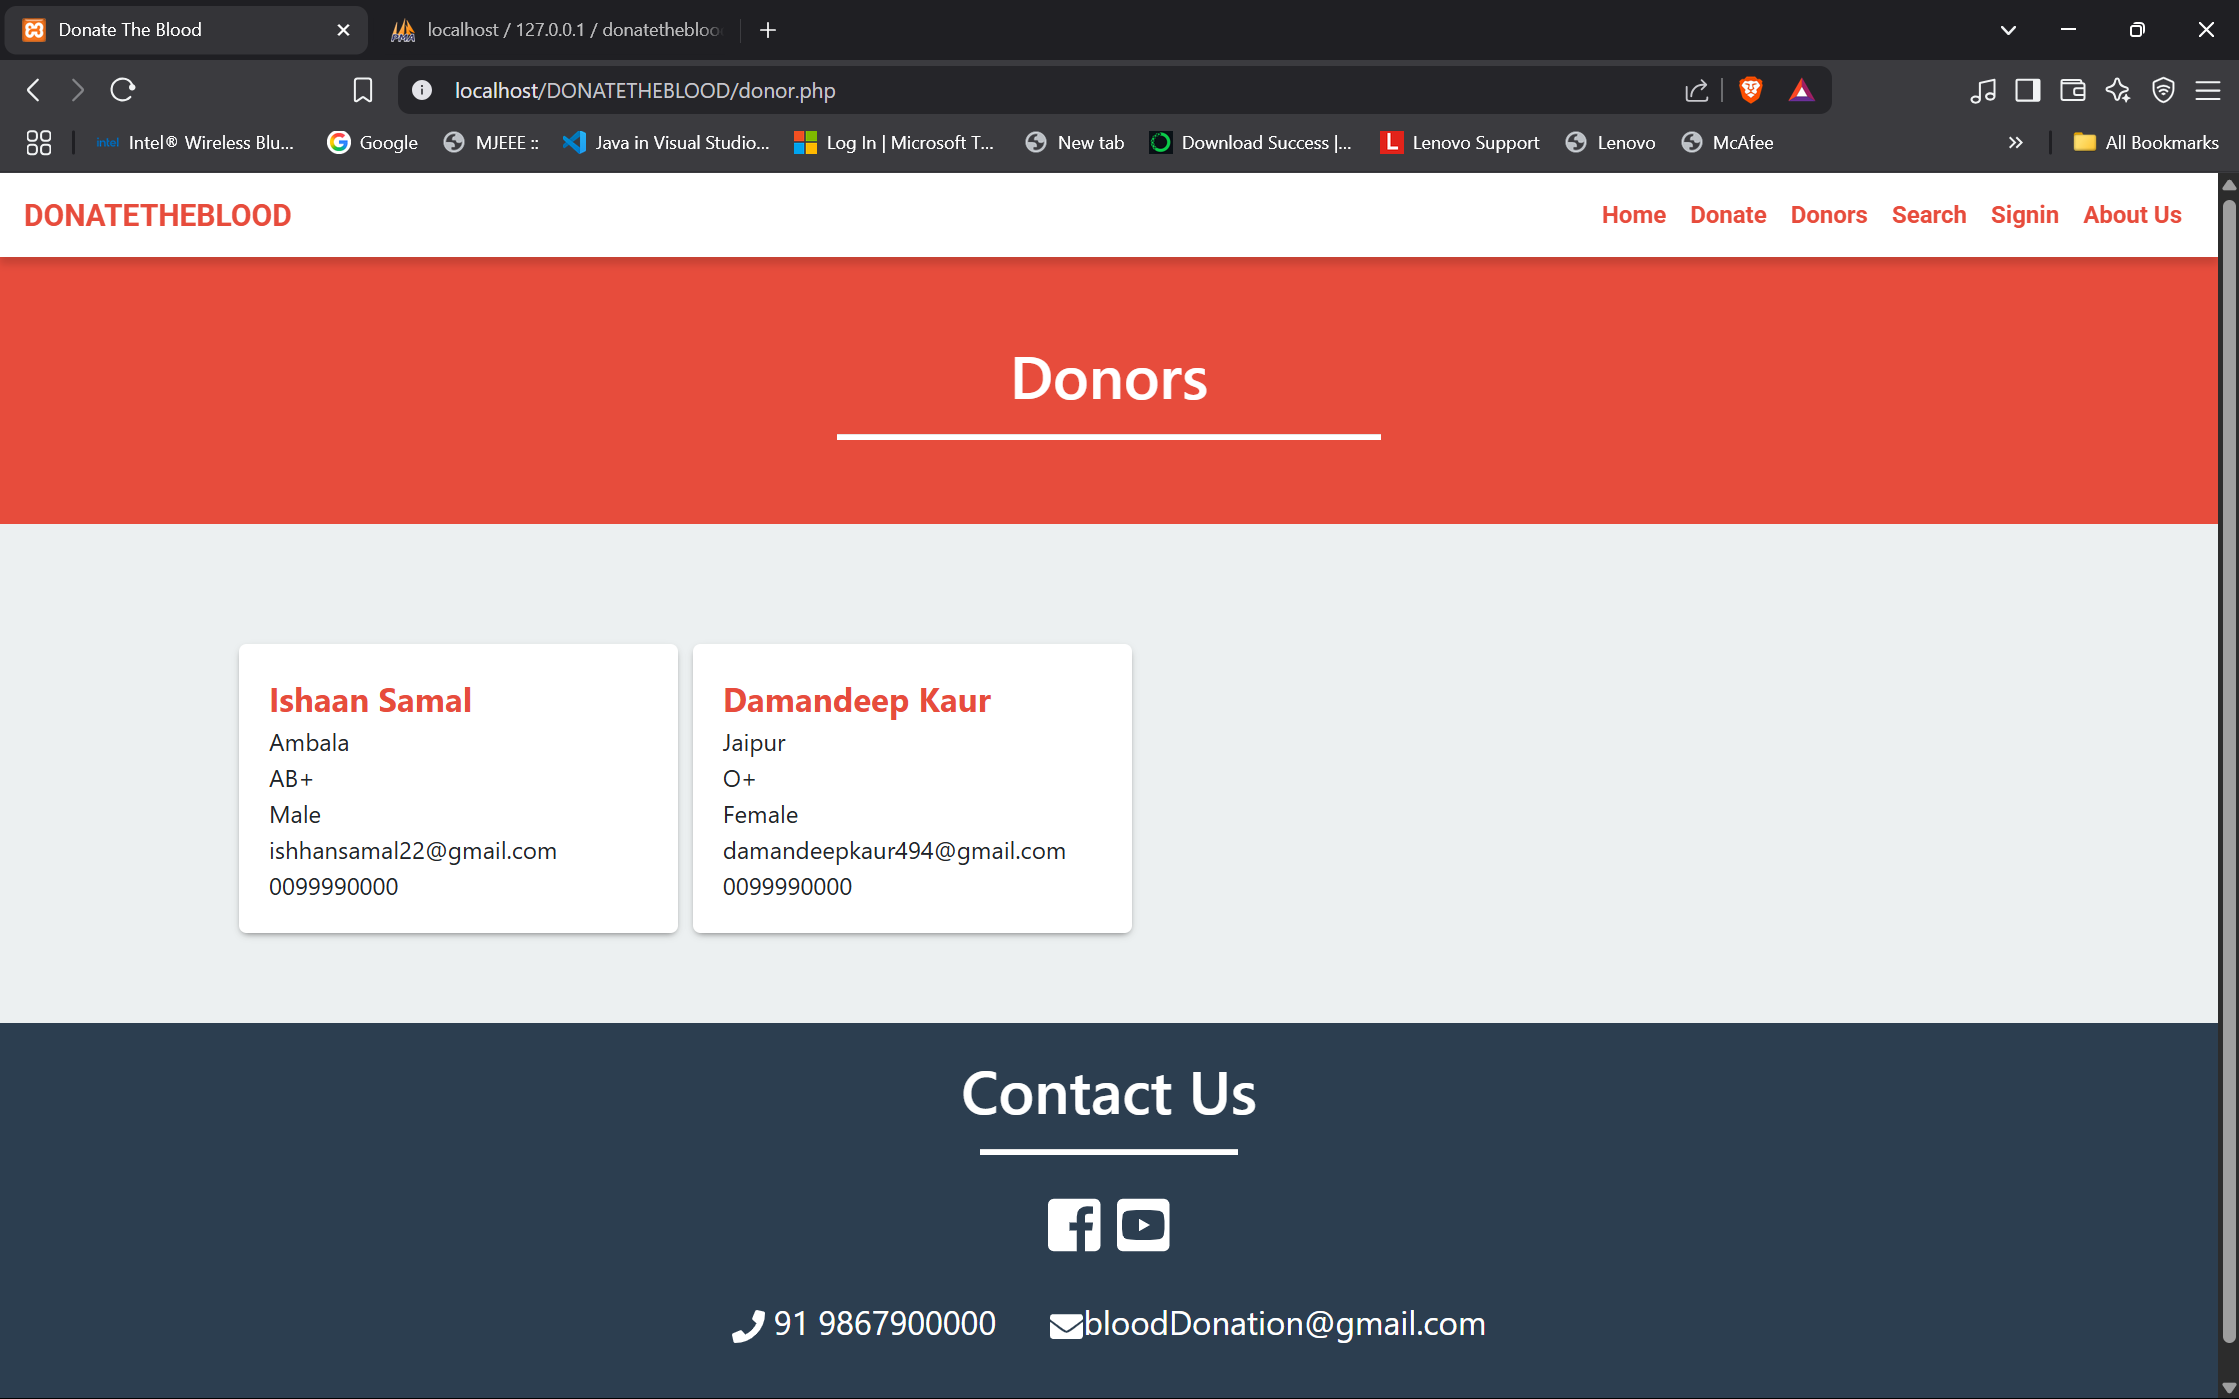 Donate The Blood
localhost / 127.0.0.1 / donatetheblood
localhost/DONATETHEBLOOD/donor.php
intel Intel® Wireless Blu... Google MJEEE :: Java in Visual Studio... Log In | Microsoft T... New tab Download Success |... L Lenovo Support Lenovo McAfee » All Bookmarks
DONATETHEBLOOD
Home Donate Donors Search Signin About Us
Donors
Ishaan Samal
Ambala
AB+
Male
ishhansamal22@gmail.com
0099990000
Damandeep Kaur
Jaipur
O+
Female
damandeepkaur494@gmail.com
0099990000
Contact Us
91 9867900000 bloodDonation@gmail.com